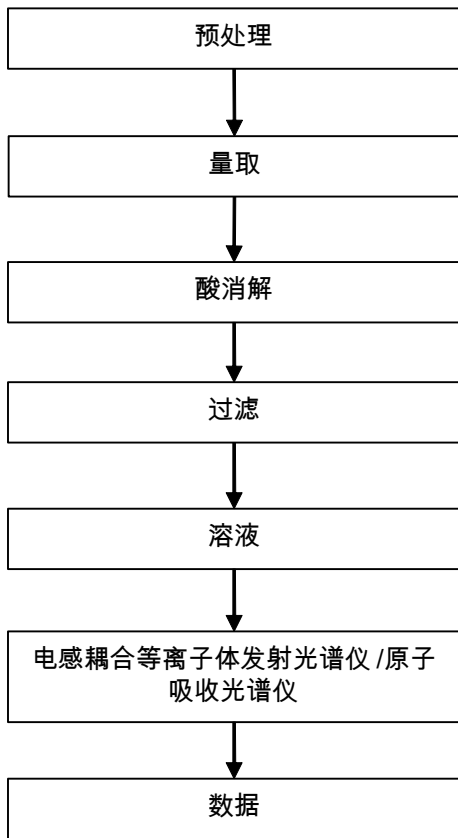 预处理
量取
酸消解
过滤
溶液
电感耦合等离子体发射光谱仪 /原子
吸收光谱仪
数据